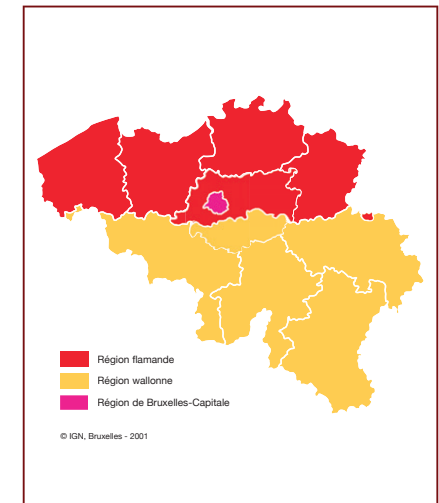 Région flamande
Région wallonne
Région de Bruxelles-Capitale
© IGN, Bruxelles - 2001